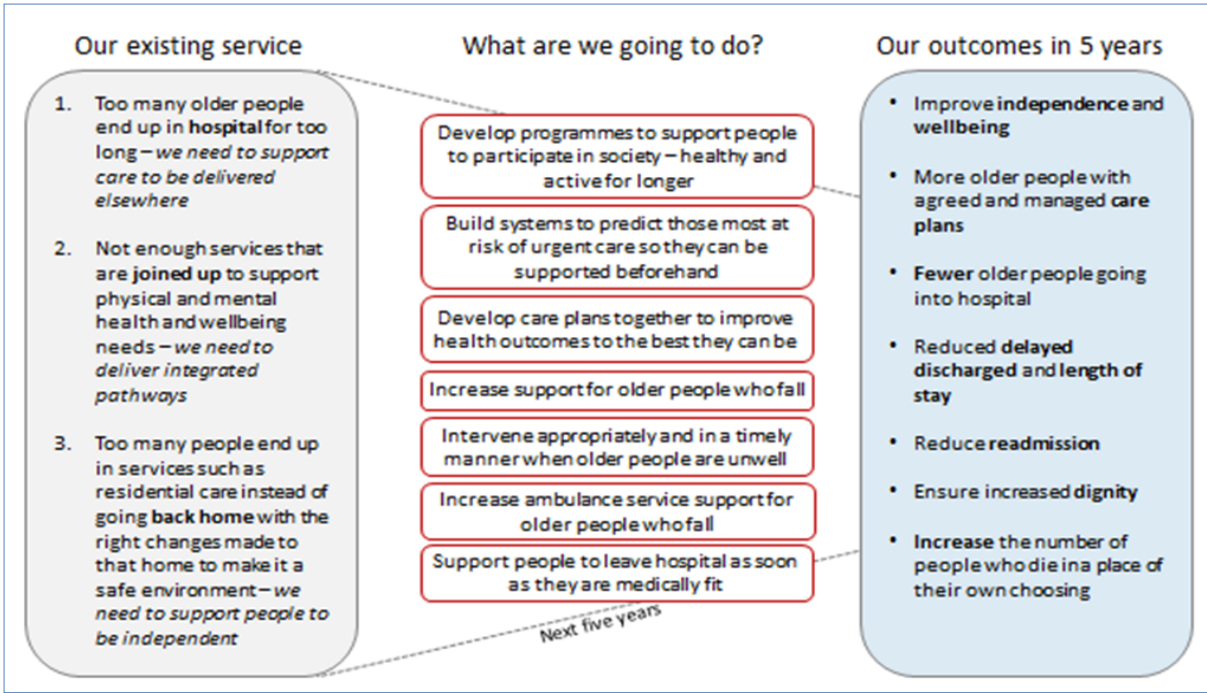 Our existing service
1. Too many older people
end up in hospital for too
long – we need to support
care to be delivered
elsewhere
2. Not enough services that
are joined up to support
physical and mental
health and wellbeing
needs – we need to
deliver integrated
pathways
3. Too many people end up
in services such as
residential care instead of
going back home with the
right changes made to
that home to make it a
safe environment – we
need to support people to
be independent
What are we going to do?
Develop programmes to support people
to participate in society – healthy and
active for longer
Build systems to predict those most at
risk of urgent care so they can be
supported beforehand
Develop care plans together to improve
health outcomes to the best they can be
Increase support for older people who fall
Intervene appropriately and in a timely
manner when older people are unwell
Increase ambulance service support for
older people who fall
Support people to leave hospital as soon
as they are medically fit
Next five years
Our outcomes in 5 years
• Improve independence and
wellbeing
• More older people with
agreed and managed care
plans
• Fewer older people going
into hospital
• Reduced delayed
discharged and length of
stay
• Reduce readmission
• Ensure increased dignity
• Increase the number of
people who die in a place of
their own choosing